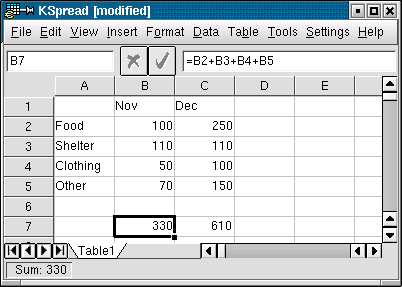 KSpread [modified]
File Edit View Insert Format Data Table Tools Settings Help
B7 =B2+B3+B4+B5
A B C D E
1 Nov Dec
2 Food 100 250
3 Shelter 110 110
4 Clothing 50 100
5 Other 70 150
6
7 330 610
Table1
Sum: 330